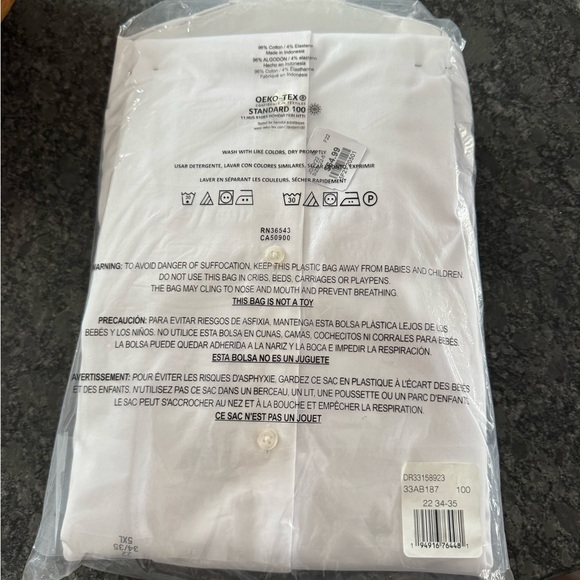 96% Cotton / 4% Elastane
Made in Indonesia
96% ALGODON / 4% elastano
Hecho en Indonesia
96% Coton / 4% Élasthanne
Fabriqué en Indonésie
OEKO-TEX®
STANDARD 100
WASH WITH LIKE COLORS, DRY PROMPTLY
USAR DETERGENTE, LAVAR CON COLORES SIMILARES, EXPRIMIR
LAVER EN SÉPARANT LES COULEURS, SÉCHER RAPIDEMENT
30
P
RN36543
CA50900
WARNING: TO AVOID DANGER OF SUFFOCATION, KEEP THIS PLASTIC BAG AWAY FROM BABIES AND CHILDREN.
DO NOT USE THIS BAG IN CRIBS, BEDS, CARRIAGES OR PLAYPENS.
THE BAG MAY CLING TO NOSE AND MOUTH AND PREVENT BREATHING.
THIS BAG IS NOT A TOY
PRECAUCIÓN: PARA EVITAR RIESGOS DE ASFIXIA, MANTENGA ESTA BOLSA PLÁSTICA LEJOS DE LOS
BEBÉS Y LOS NIÑOS. NO UTILICE ESTA BOLSA EN CUNAS, CAMAS, COCHECITOS NI CORRALES PARA BEBÉS.
LA BOLSA PUEDE QUEDAR ADHERIDA A LA NARIZ Y LA BOCA E IMPEDIR LA RESPIRACIÓN.
ESTA BOLSA NO ES UN JUGUETE
AVERTISSEMENT: POUR ÉVITER LES RISQUES D'ASPHYXIE, GARDEZ CE SAC EN PLASTIQUE À L'ÉCART DES BÉBÉS
ET DES ENFANTS. N'UTILISEZ PAS CE SAC DANS UN BERCEAU, UN LIT, UNE POUSSETTE OU UN PARC D'ENFANT.
LE SAC PEUT S'ACCROCHER AU NEZ ET À LA BOUCHE ET EMPÊCHER LA RESPIRATION.
CE SAC N'EST PAS UN JOUET
DR33158923
33AB187 100
22 34-35
1 94916 76448 1
34/35
5XL